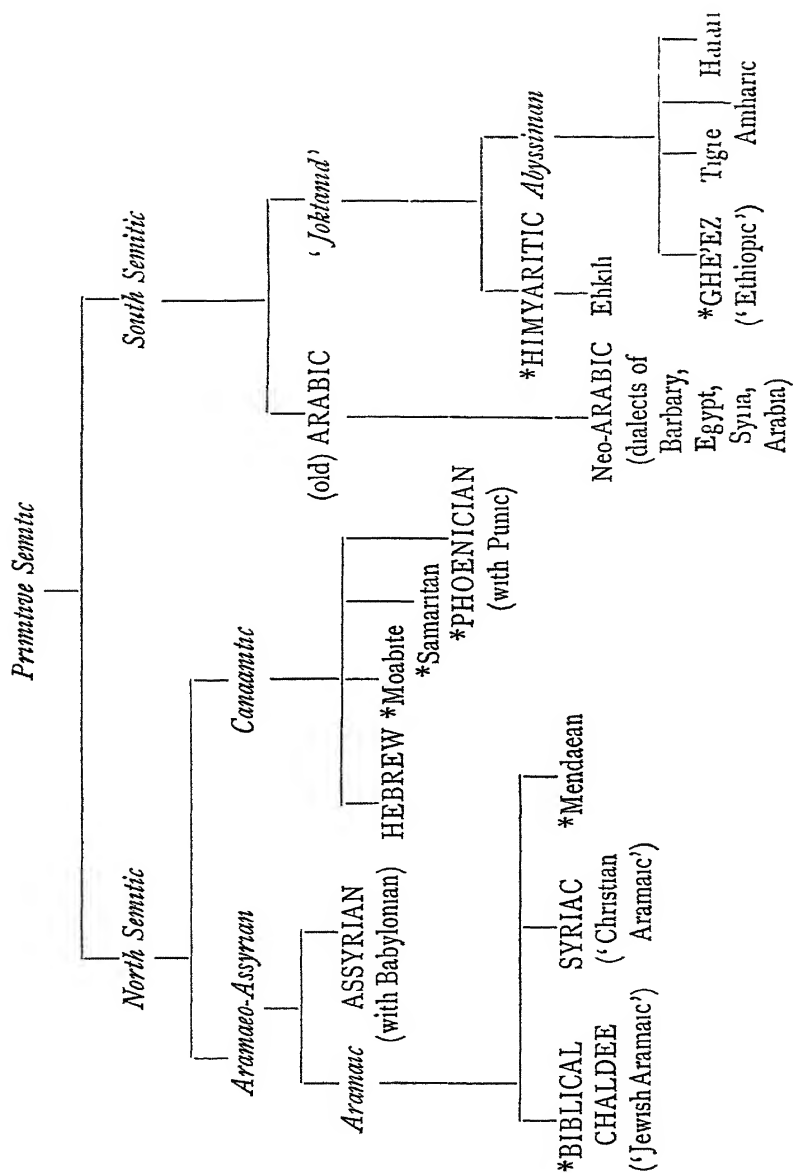 Primitive Semitic
North Semitic
South Semitic
Aramaeo-Assyrian
Canaanitic
(old) ARABIC
'Joktanid'
Aramaic
ASSYRIAN
(with Babylonian)
HEBREW *Moabite
*Samaritan
*PHOENICIAN
(with Punic)
*HIMYARITIC
Abyssinian
Ehkili
*BIBLICAL
CHALDEE
('Jewish Aramaic')
SYRIAC
('Christian
Aramaic')
*Mendaean
Neo-ARABIC
(dialects of
Barbary,
Egypt,
Syria,
Arabia)
*GHE'EZ
('Ethiopic')
Tigre
Amharic